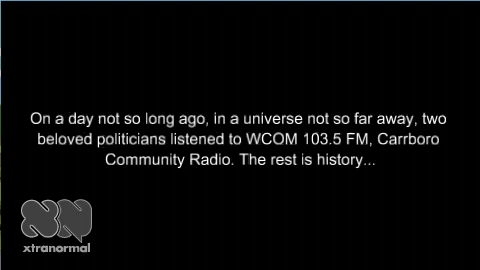 On a day not so long ago, in a universe not so far away, two
beloved politicians listened to WCOM 103.5 FM, Carrboro
Community Radio. The rest is history...
XN
xtranormal